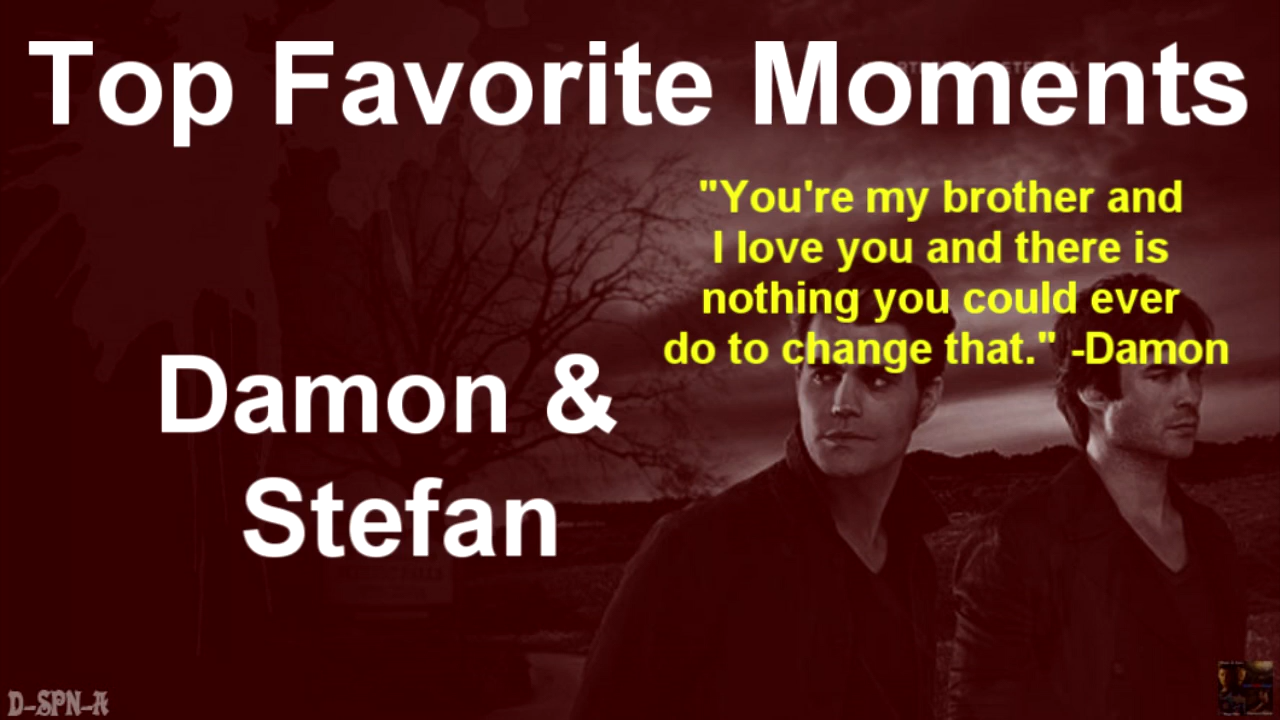 Top Favorite Moments
"You're my brother and
I love you and there is
nothing you could ever
do to change that." -Damon
Damon &
Stefan
D-SPN-A